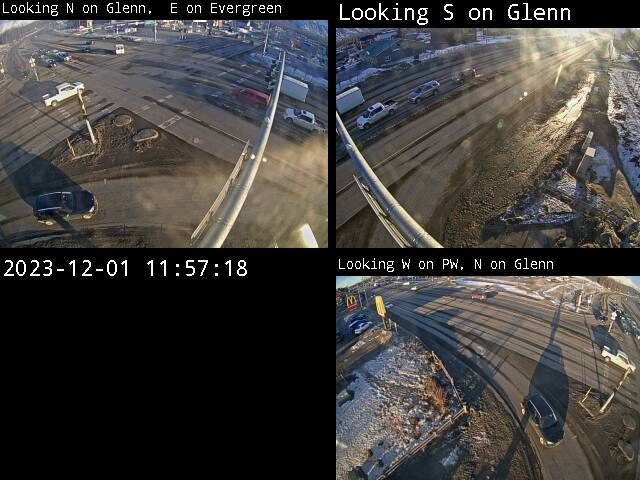 Looking N on Glenn,  E on Evergreen
Looking S on Glenn
2023-12-01 11:57:18
Looking W on PW, N on Glenn